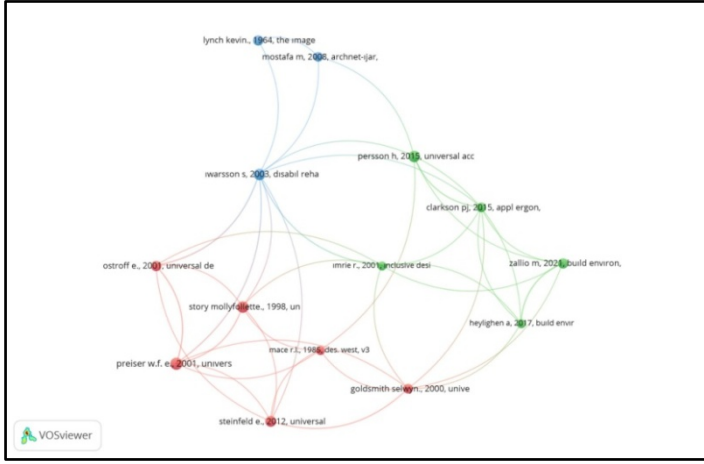 lynch kevin., 1964, the image
mostafa m, 2008, archnet-ijar,
persson h, 2015, universal acc
iwarsson s, 2003, disabil reha
clarkson pj, 2015, appl ergon,
ostroff e., 2001, universal de
imrie r., 2001, inclusive desi
zallio m, 2021, build environ,
story mollyfollette., 1998, un
heylighen a, 2017, build envir
mace r.l., 1985, des. west, v3
preiser w.f. e., 2001, univers
goldsmith selwyn., 2000, unive
steinfeld e., 2012, universal
VOSviewer